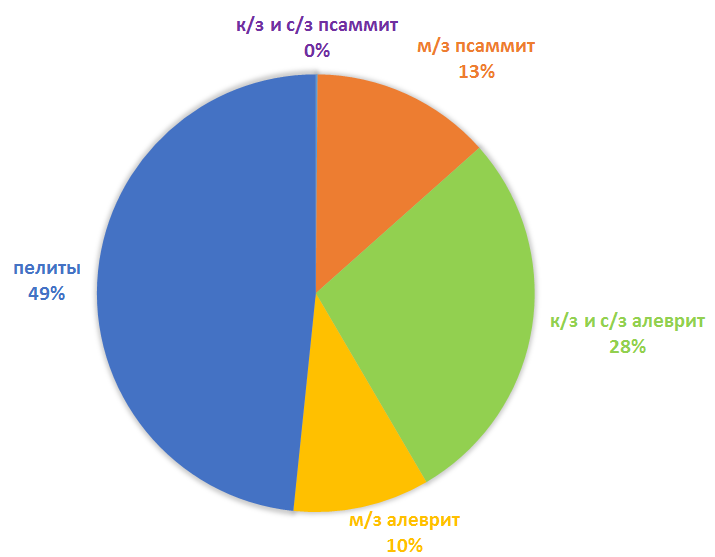 к/з и с/з псаммит
0%
м/з псаммит
13%
пелиты
49%
к/з и с/з алеврит
28%
м/з алеврит
10%